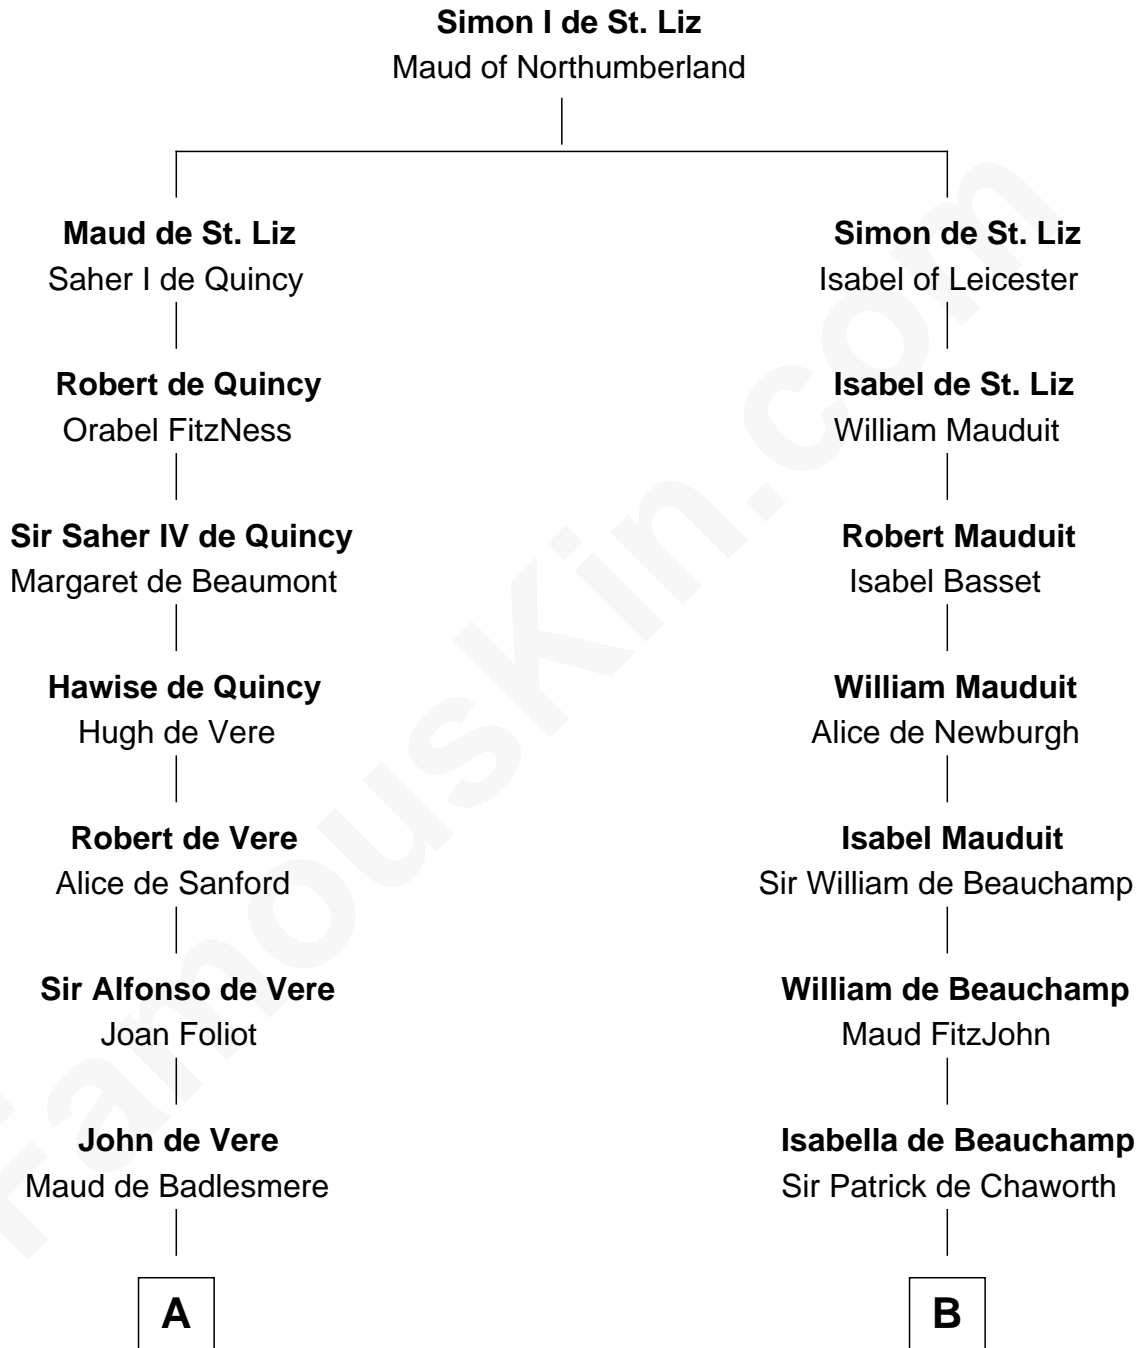 Simon I de St. Liz
Maud of Northumberland
Maud de St. Liz
Saher I de Quincy
Simon de St. Liz
Isabel of Leicester
Robert de Quincy
Orabel FitzNess
Isabel de St. Liz
William Mauduit
Sir Saher IV de Quincy
Margaret de Beaumont
Robert Mauduit
Isabel Basset
Hawise de Quincy
Hugh de Vere
William Mauduit
Alice de Newburgh
Robert de Vere
Alice de Sanford
Isabel Mauduit
Sir William de Beauchamp
Sir Alfonso de Vere
Joan Foliot
William de Beauchamp
Maud FitzJohn
John de Vere
Maud de Badlesmere
Isabella de Beauchamp
Sir Patrick de Chaworth
A
B
FamousKin.com